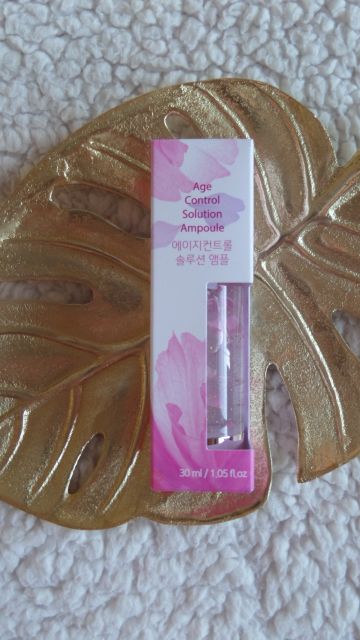 Age
Control
Solution
Ampoule
에이지컨트롤
솔루션 앰플
30 ml / 1,05 fl.oz